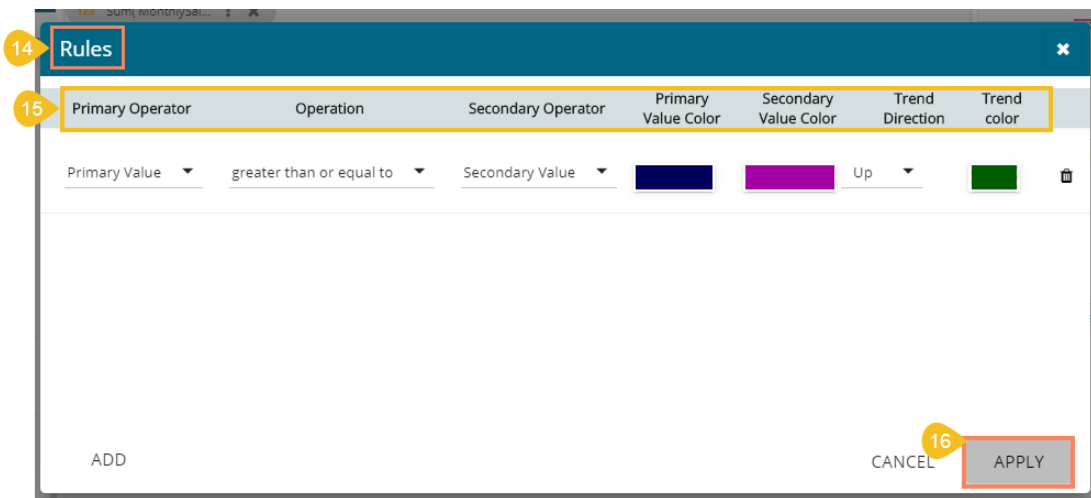 123 Sum( MonthlySal...
14 Rules
15 Primary Operator Operation Secondary Operator Primary Value Color Secondary Value Color Trend Direction Trend color
Primary Value greater than or equal to Secondary Value Up
ADD CANCEL 16 APPLY